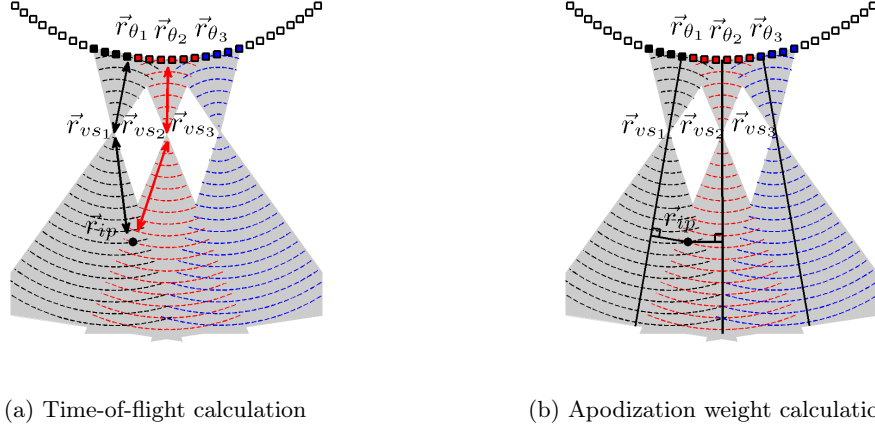 r⃗θ₁ r⃗θ₂ r⃗θ₃
r⃗vs₁ r⃗vs₂ r⃗vs₃
r⃗ip
(a) Time-of-flight calculation
r⃗θ₁ r⃗θ₂ r⃗θ₃
r⃗vs₁ r⃗vs₂ r⃗vs₃
r⃗ip
(b) Apodization weight calculatio